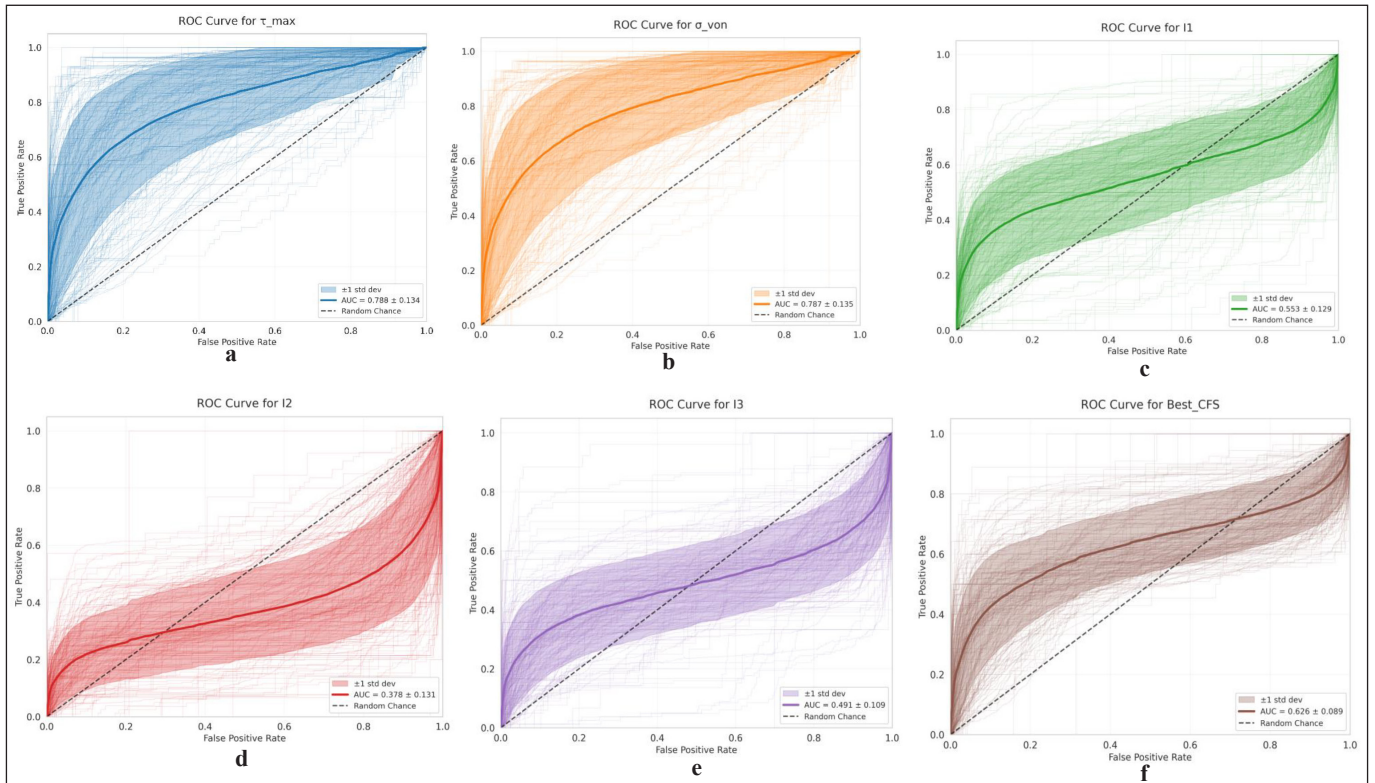 ROC Curve for τ_max
True Positive Rate
1.0
0.8
0.6
0.4
0.2
0.0
±1 std dev
AUC = 0.788 ± 0.134
Random Chance
0.0 0.2 0.4 0.6 0.8 1.0
False Positive Rate
a
ROC Curve for σ_von
True Positive Rate
1.0
0.8
0.6
0.4
0.2
0.0
±1 std dev
AUC = 0.787 ± 0.135
Random Chance
0.0 0.2 0.4 0.6 0.8 1.0
False Positive Rate
b
ROC Curve for I1
True Positive Rate
1.0
0.8
0.6
0.4
0.2
0.0
±1 std dev
AUC = 0.553 ± 0.129
Random Chance
0.0 0.2 0.4 0.6 0.8 1.0
False Positive Rate
c
ROC Curve for I2
True Positive Rate
1.0
0.8
0.6
0.4
0.2
0.0
±1 std dev
AUC = 0.378 ± 0.131
Random Chance
0.0 0.2 0.4 0.6 0.8 1.0
False Positive Rate
d
ROC Curve for I3
True Positive Rate
1.0
0.8
0.6
0.4
0.2
0.0
±1 std dev
AUC = 0.491 ± 0.109
Random Chance
0.0 0.2 0.4 0.6 0.8 1.0
False Positive Rate
e
ROC Curve for Best_CFS
True Positive Rate
1.0
0.8
0.6
0.4
0.2
0.0
±1 std dev
AUC = 0.626 ± 0.089
Random Chance
0.0 0.2 0.4 0.6 0.8 1.0
False Positive Rate
f